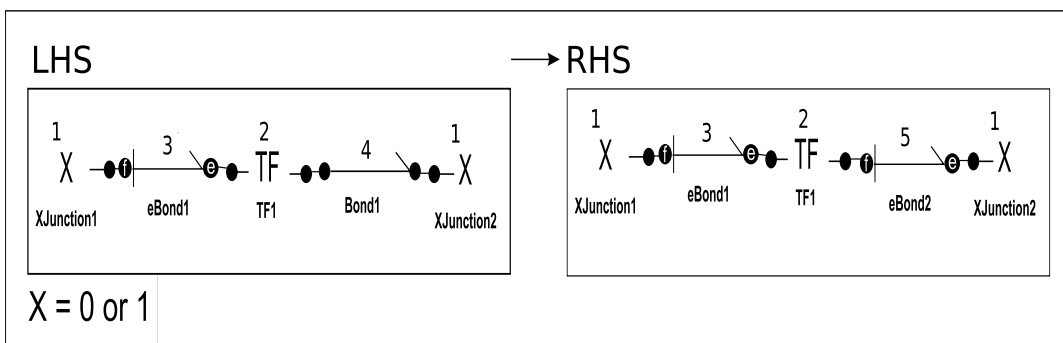 LHS
RHS
1 3 2 4 1
X f e TF X
XJunction1 eBond1 TF1 Bond1 XJunction2
1 3 2 5 1
X f e TF f e X
XJunction1 eBond1 TF1 eBond2 XJunction2
X = 0 or 1